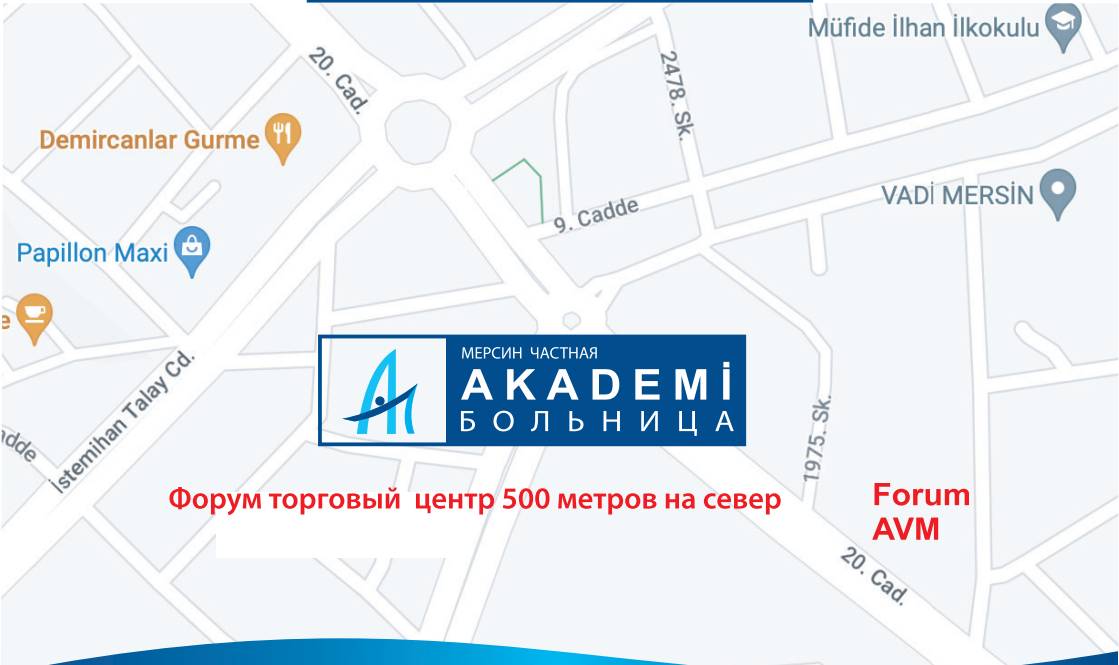 Müfide İlhan İlkokulu
20. Cad.
2478. Sk.
Demircanlar Gurme
VADİ MERSİN
9. Cadde
Papillon Maxi
e
МЕРСИН ЧАСТНАЯ
AKADEMİ
БОЛЬНИЦА
İstemihan Talay Cd.
adde
1975. Sk.
Форум торговый центр 500 метров на север
Forum
AVM
20. Cad.